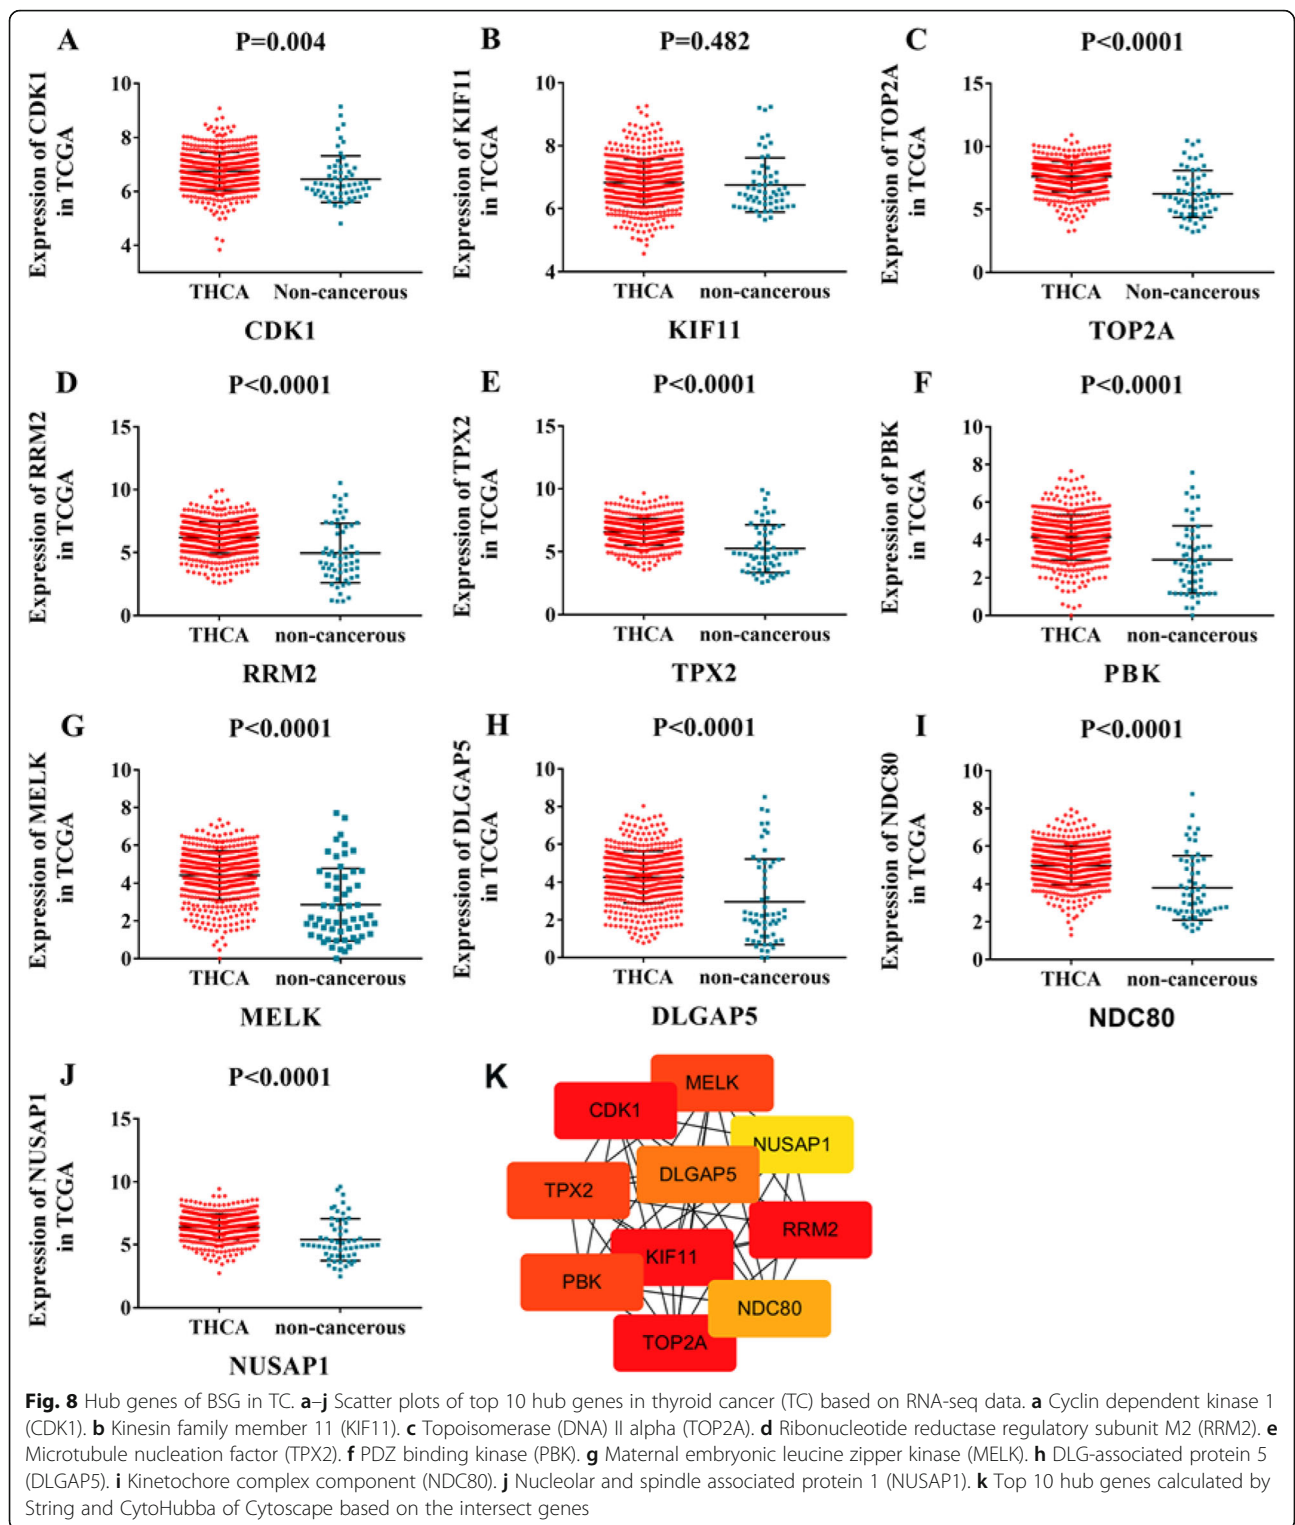 A
P=0.004
Expression of CDK1
in TCGA
10
8
6
4
THCA Non-cancerous
CDK1
B
P=0.482
Expression of KIF11
in TCGA
10
8
6
4
THCA non-cancerous
KIF11
C
P<0.0001
Expression of TOP2A
in TCGA
15
10
5
0
THCA Non-cancerous
TOP2A
D
P<0.0001
Expression of RRM2
in TCGA
15
10
5
0
THCA non-cancerous
RRM2
E
P<0.0001
Expression of TPX2
in TCGA
15
10
5
0
THCA non-cancerous
TPX2
F
P<0.0001
Expression of PBK
in TCGA
10
8
6
4
2
0
THCA non-cancerous
PBK
G
P<0.0001
Expression of MELK
in TCGA
10
8
6
4
2
0
THCA non-cancerous
MELK
H
P<0.0001
Expression of DLGAP5
in TCGA
10
8
6
4
2
0
THCA non-cancerous
DLGAP5
I
P<0.0001
Expression of NDC80
in TCGA
10
8
6
4
2
0
THCA non-cancerous
NDC80
J
P<0.0001
Expression of NUSAP1
in TCGA
15
10
5
0
THCA non-cancerous
NUSAP1
K
MELK
CDK1
NUSAP1
DLGAP5
TPX2
RRM2
KIF11
PBK
NDC80
TOP2A
Fig. 8 Hub genes of BSG in TC. a–j Scatter plots of top 10 hub genes in thyroid cancer (TC) based on RNA-seq data. a Cyclin dependent kinase 1
(CDK1). b Kinesin family member 11 (KIF11). c Topoisomerase (DNA) II alpha (TOP2A). d Ribonucleotide reductase regulatory subunit M2 (RRM2). e
Microtubule nucleation factor (TPX2). f PDZ binding kinase (PBK). g Maternal embryonic leucine zipper kinase (MELK). h DLG-associated protein 5
(DLGAP5). i Kinetochore complex component (NDC80). j Nucleolar and spindle associated protein 1 (NUSAP1). k Top 10 hub genes calculated by
String and CytoHubba of Cytoscape based on the intersect genes